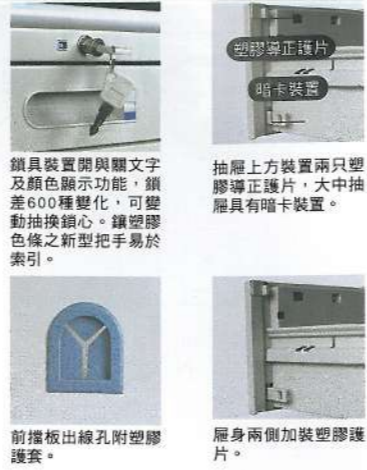 塑膠導正護片
暗卡裝置
鎖具裝置開與關文字
及顏色顯示功能,鎖
差600種變化,可變
動抽換鎖心。鑲塑膠
色條之新型把手易於
索引。
抽屜上方裝置兩只塑
膠導正護片,大中抽
屜具有暗卡裝置。
前擋板出線孔附塑膠
護套。
屜身兩側加裝塑膠護
片。